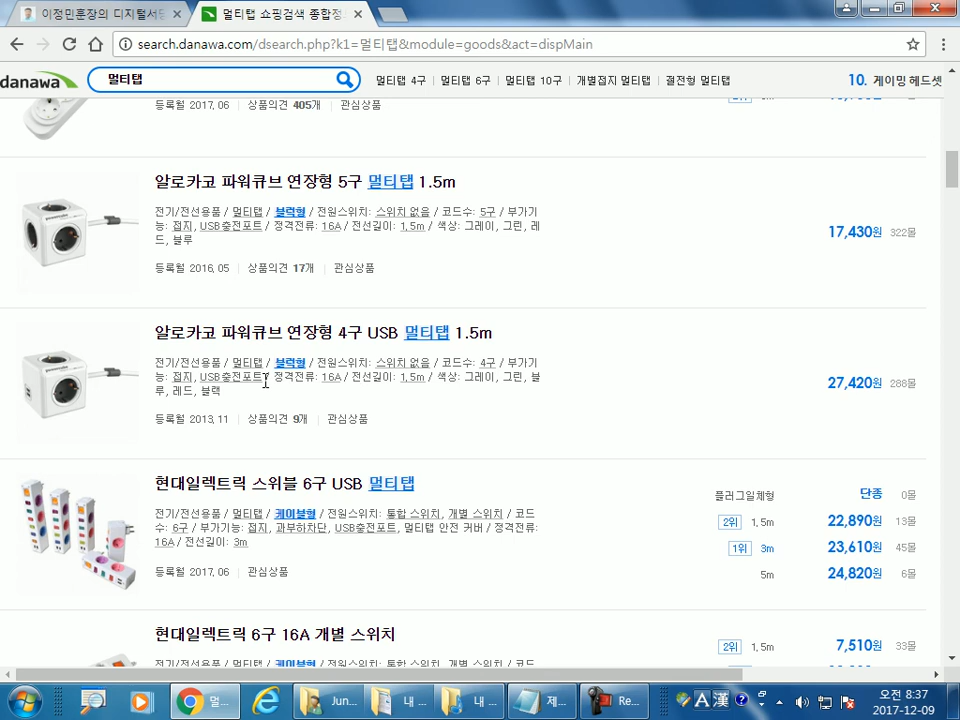 이정민훈장의 디지털서당
멀티탭 쇼핑검색 종합정
search.danawa.com/dsearch.php?k1=멀티탭&module=goods&act=dispMain
danawa
멀티탭
멀티탭 4구 | 멀티탭 6구 | 멀티탭 10구 | 개별접지 멀티탭 | 결전형 멀티탭
10. 게이밍 헤드셋
등록월 2017.06 | 상품의견 405개 | 관심상품
알로카코 파워큐브 연장형 5구 멀티탭 1.5m
전기/전선용품 / 멀티탭 / 블럭형 / 전원스위치: 스위치 없음 / 코드수: 5구 / 부가기
능: 접지, USB충전포트 / 정격전류: 16A / 전선길이: 1.5m / 색상: 그레이, 그린, 레
드, 블루
17,430원 322몰
등록월 2016.05 | 상품의견 17개 | 관심상품
알로카코 파워큐브 연장형 4구 USB 멀티탭 1.5m
전기/전선용품 / 멀티탭 / 블럭형 / 전원스위치: 스위치 없음 / 코드수: 4구 / 부가기
능: 접지, USB충전포트 / 정격전류: 16A / 전선길이: 1.5m / 색상: 그레이, 그린, 블
루, 레드, 블랙
27,420원 288몰
등록월 2013.11 | 상품의견 9개 | 관심상품
현대일렉트릭 스위블 6구 USB 멀티탭
전기/전선용품 / 멀티탭 / 케이블형 / 전원스위치: 통합 스위치, 개별 스위치 / 코드
수: 6구 / 부가기능: 접지, 과부하차단, USB충전포트, 멀티탭 안전 커버 / 정격전류:
16A / 전선길이: 3m
등록월 2017.06 | 관심상품
플러그일체형 단종 0몰
2위 1.5m 22,890원 13몰
1위 3m 23,610원 45몰
5m 24,820원 6몰
현대일렉트릭 6구 16A 개별 스위치
2위 1.5m 7,510원 33몰
전기/전선용품 / 멀티탭 / 케이블형 / 전원스위치: 통합 스위치, 개별 스위치 / 코드
멀...
Jun...
내 ...
내 ...
제...
Re...
A 漢
오전 8:37
2017-12-09